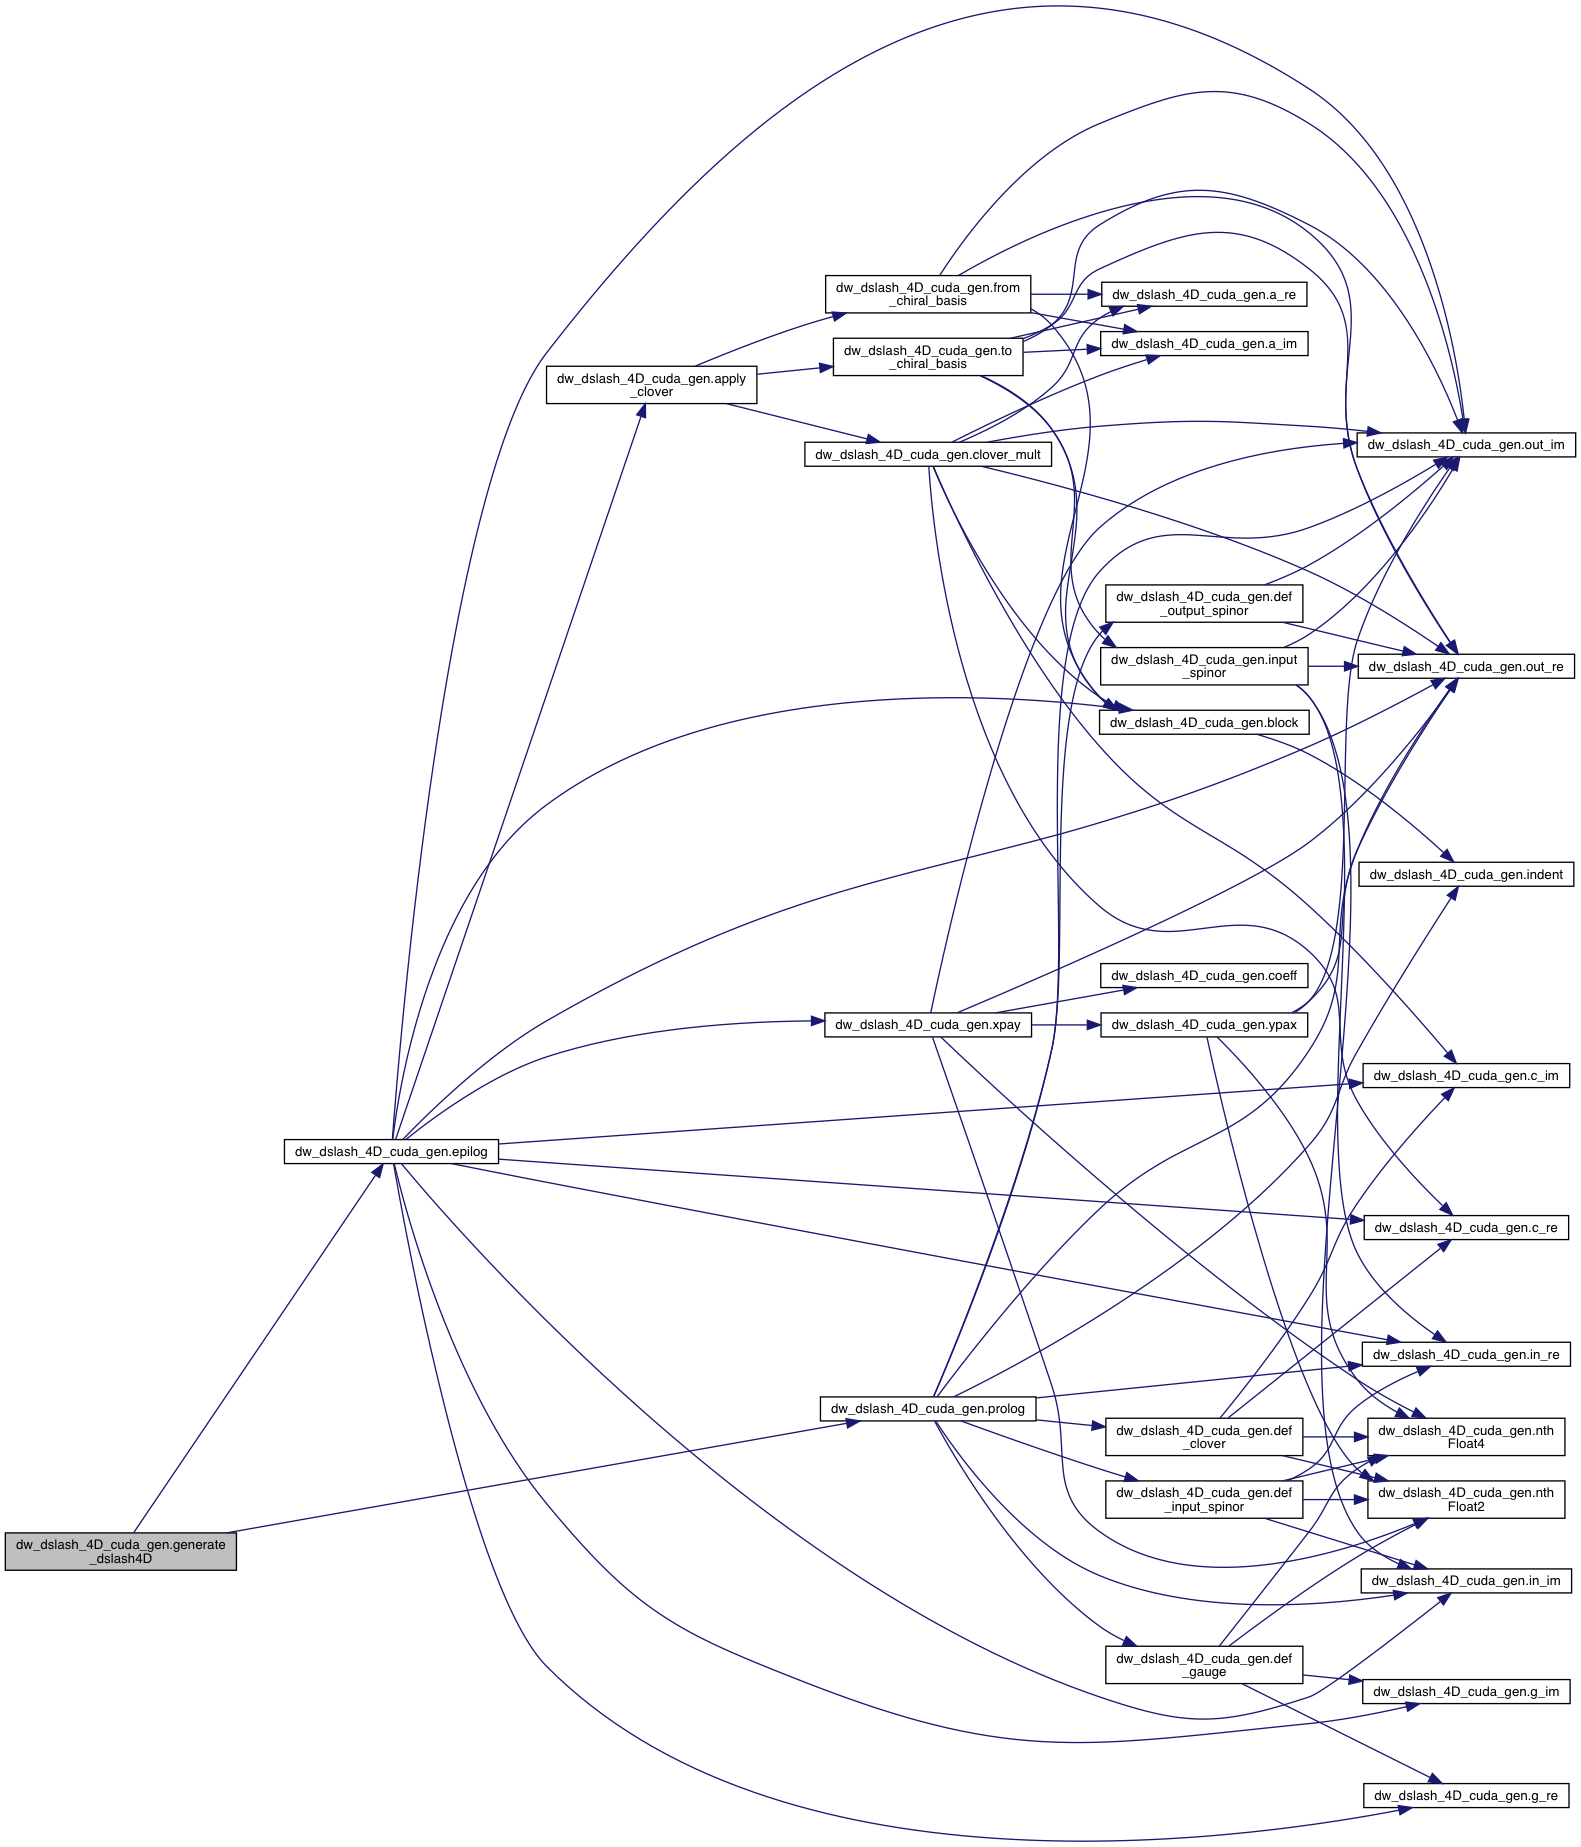 dw_dslash_4D_cuda_gen.generate
_dslash4D
dw_dslash_4D_cuda_gen.epilog
dw_dslash_4D_cuda_gen.apply
_clover
dw_dslash_4D_cuda_gen.from
_chiral_basis
dw_dslash_4D_cuda_gen.to
_chiral_basis
dw_dslash_4D_cuda_gen.clover_mult
dw_dslash_4D_cuda_gen.xpay
dw_dslash_4D_cuda_gen.prolog
dw_dslash_4D_cuda_gen.a_re
dw_dslash_4D_cuda_gen.a_im
dw_dslash_4D_cuda_gen.def
_output_spinor
dw_dslash_4D_cuda_gen.input
_spinor
dw_dslash_4D_cuda_gen.block
dw_dslash_4D_cuda_gen.coeff
dw_dslash_4D_cuda_gen.ypax
dw_dslash_4D_cuda_gen.def
_clover
dw_dslash_4D_cuda_gen.def
_input_spinor
dw_dslash_4D_cuda_gen.def
_gauge
dw_dslash_4D_cuda_gen.out_im
dw_dslash_4D_cuda_gen.out_re
dw_dslash_4D_cuda_gen.indent
dw_dslash_4D_cuda_gen.c_im
dw_dslash_4D_cuda_gen.c_re
dw_dslash_4D_cuda_gen.in_re
dw_dslash_4D_cuda_gen.nth
Float4
dw_dslash_4D_cuda_gen.nth
Float2
dw_dslash_4D_cuda_gen.in_im
dw_dslash_4D_cuda_gen.g_im
dw_dslash_4D_cuda_gen.g_re